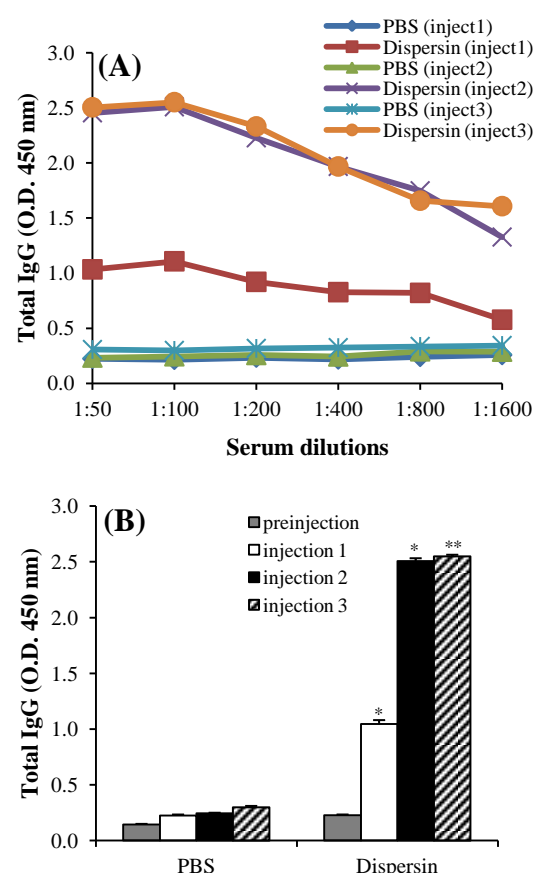 (A)
PBS (inject1)
Dispersin (inject1)
PBS (inject2)
Dispersin (inject2)
PBS (inject3)
Dispersin (inject3)
Total IgG (O.D. 450 nm)
3.0
2.5
2.0
1.5
1.0
0.5
0.0
1:50 1:100 1:200 1:400 1:800 1:1600
Serum dilutions
(B)
preinjection
injection 1
injection 2
injection 3
Total IgG (O.D. 450 nm)
3.0
2.5
2.0
1.5
1.0
0.5
0.0
* * **
PBS Dispersin